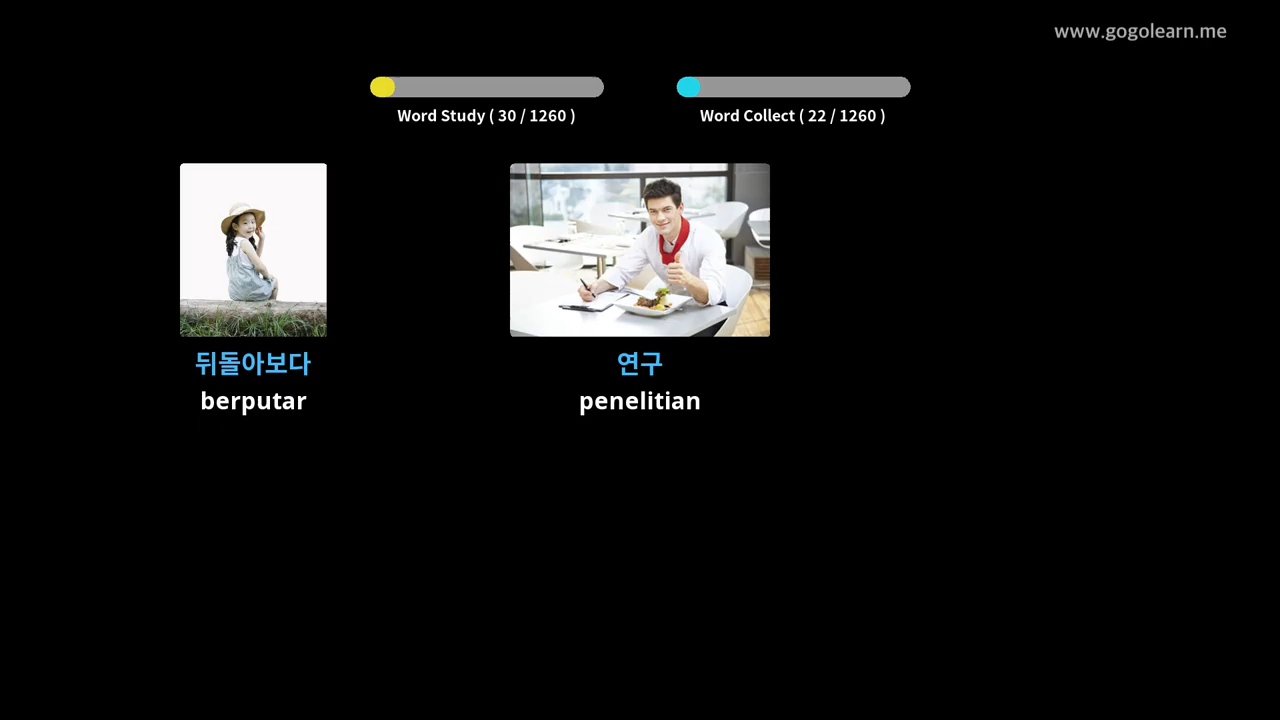 www.gogolearn.me
Word Study ( 30 / 1260 )
Word Collect ( 22 / 1260 )
뒤돌아보다
berputar
연구
penelitian